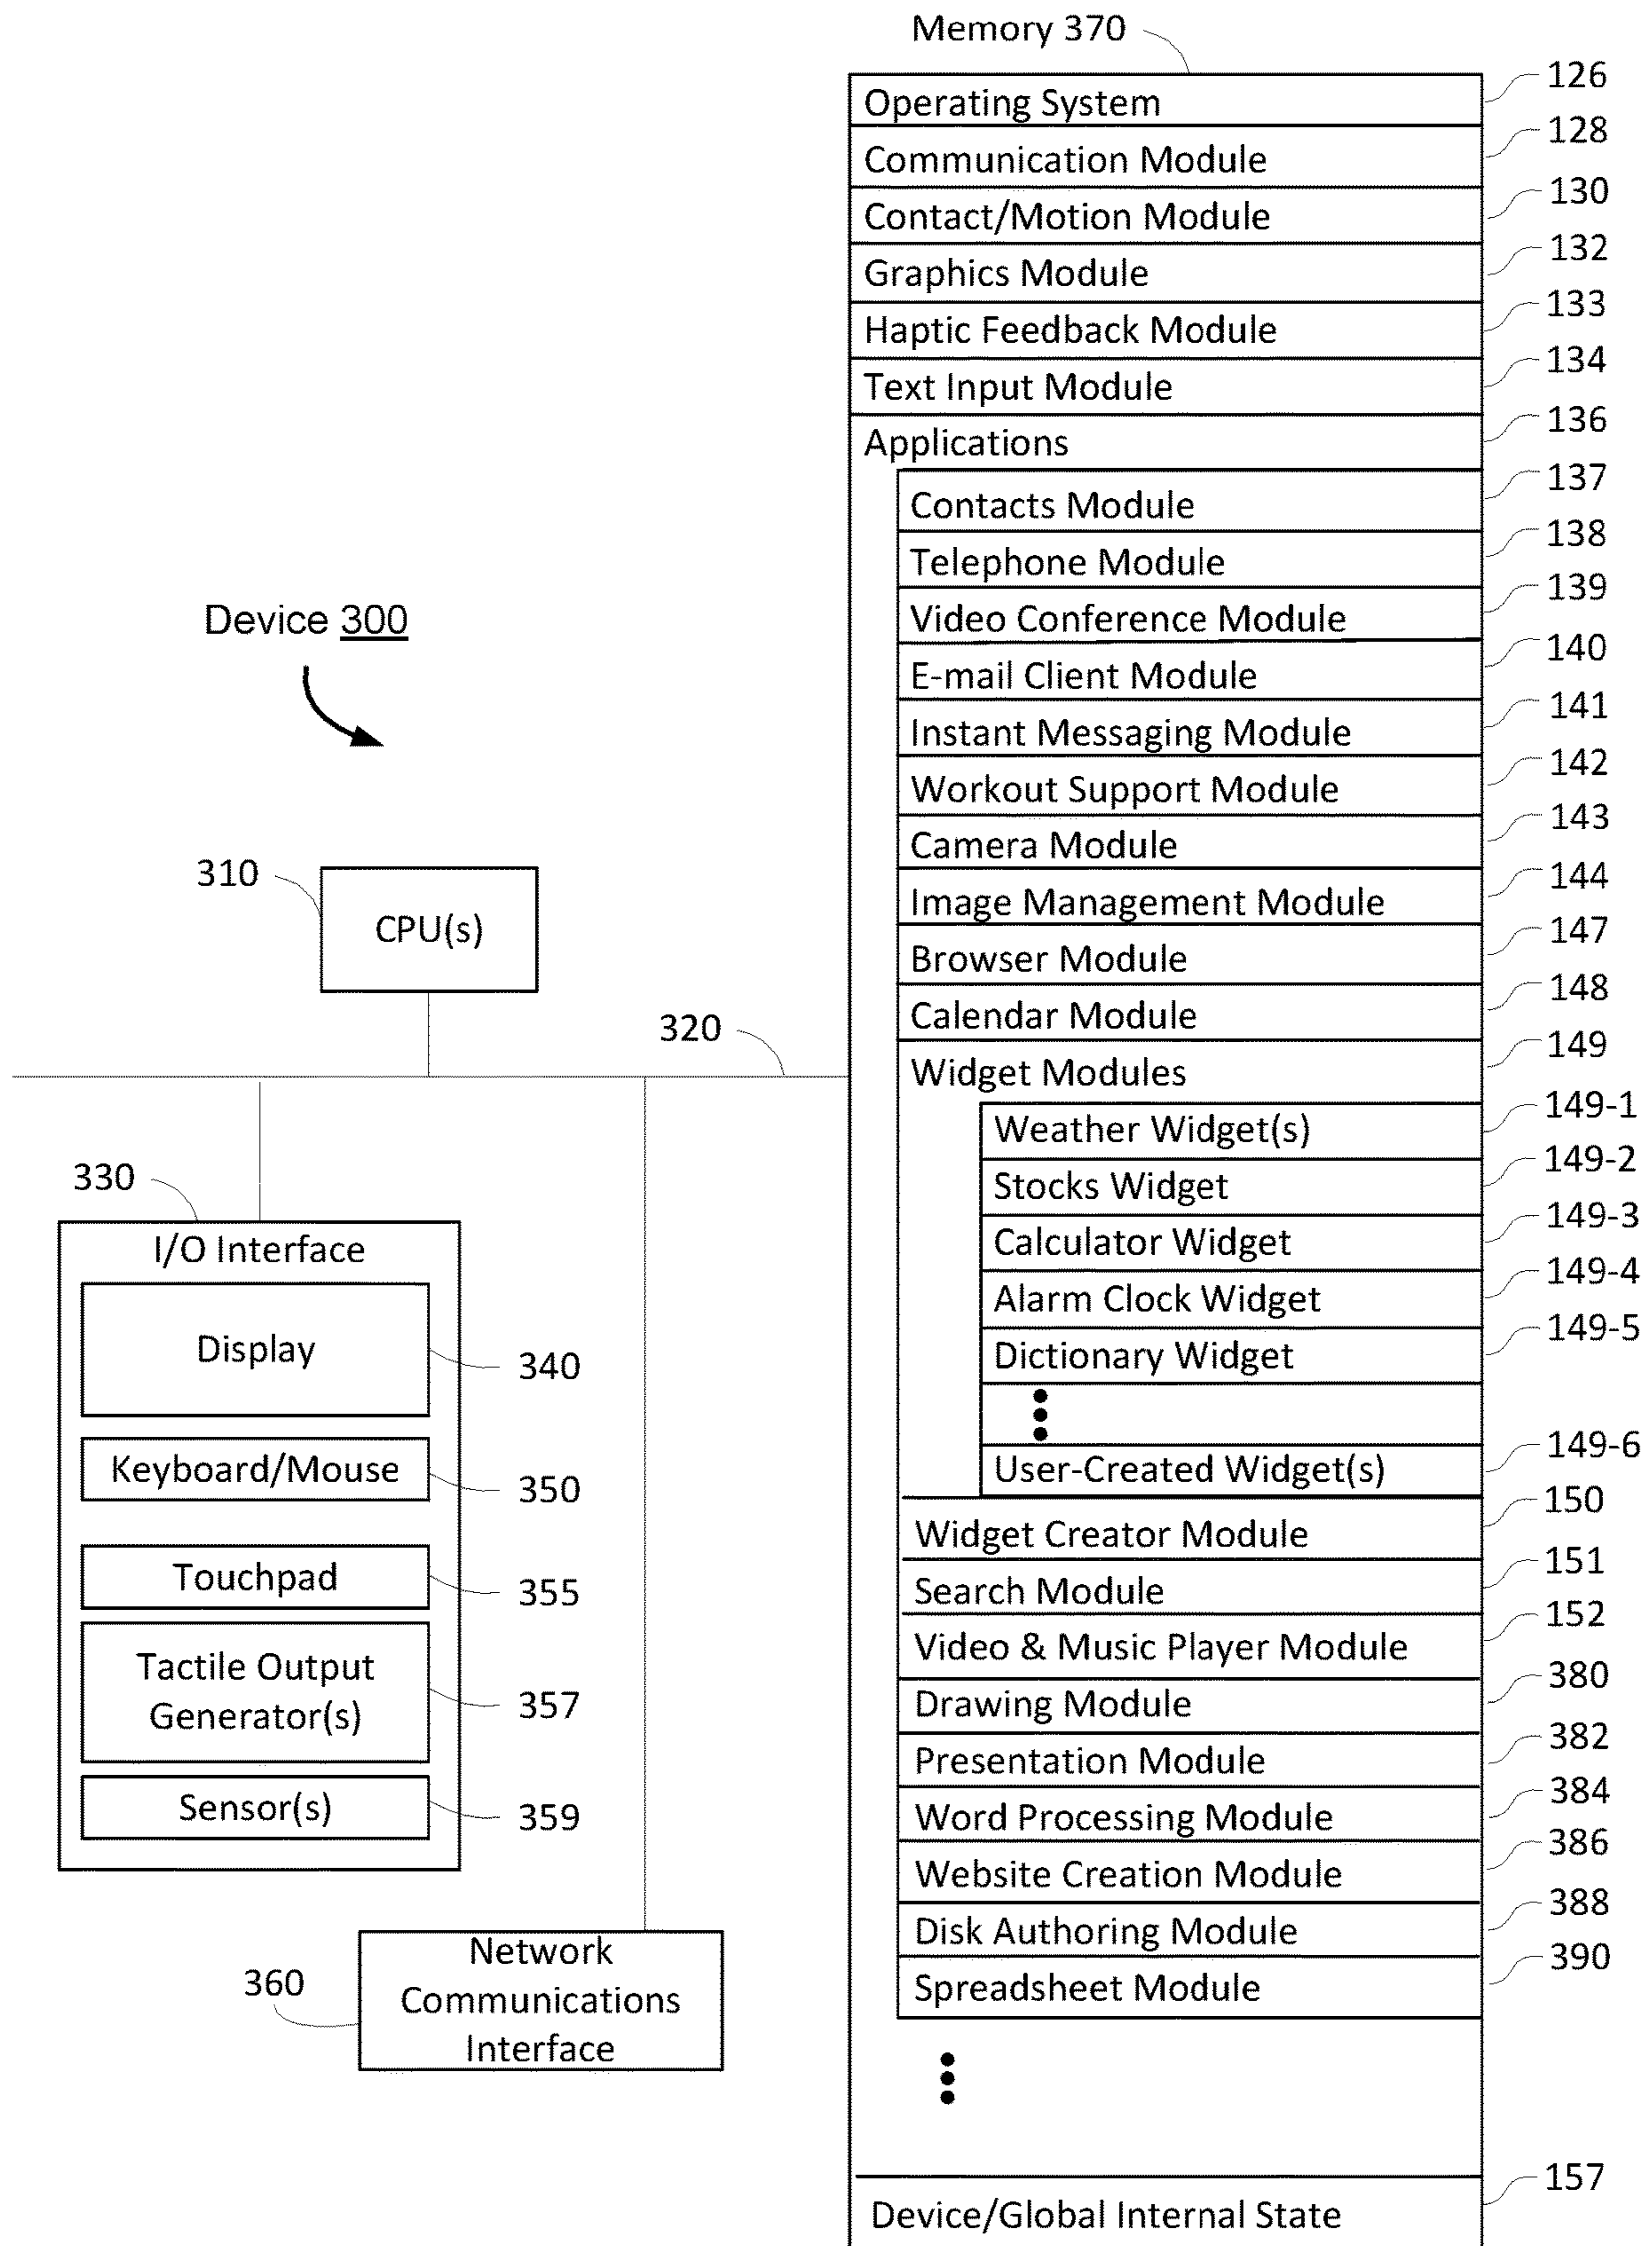 Memory 370
Operating System 126
Communication Module 128
Contact/Motion Module 130
Graphics Module 132
Haptic Feedback Module 133
Text Input Module 134
Applications 136
Contacts Module 137
Telephone Module 138
Video Conference Module 139
E-mail Client Module 140
Instant Messaging Module 141
Workout Support Module 142
Camera Module 143
Image Management Module 144
Browser Module 147
Calendar Module 148
Widget Modules 149
Weather Widget(s) 149-1
Stocks Widget 149-2
Calculator Widget 149-3
Alarm Clock Widget 149-4
Dictionary Widget 149-5
User-Created Widget(s) 149-6
Widget Creator Module 150
Search Module 151
Video & Music Player Module 152
Drawing Module 380
Presentation Module 382
Word Processing Module 384
Website Creation Module 386
Disk Authoring Module 388
Spreadsheet Module 390
Device/Global Internal State 157
Device 300
310
CPU(s)
320
330
I/O Interface
Display 340
Keyboard/Mouse 350
Touchpad 355
Tactile Output
Generator(s) 357
Sensor(s) 359
360
Network
Communications
Interface